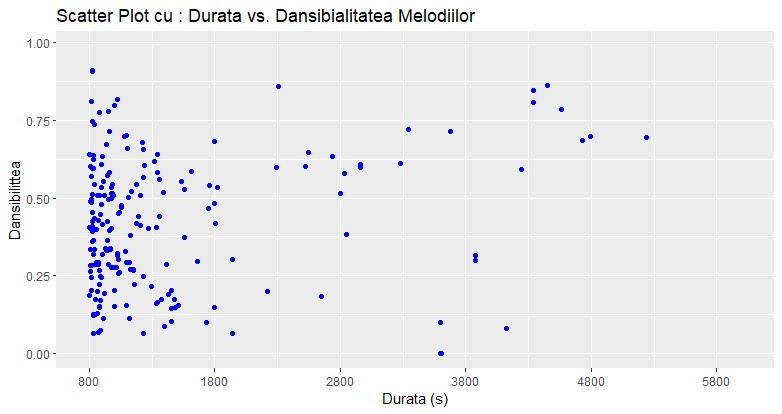 Scatter Plot cu : Durata vs. Dansibialitatea Melodiilor
1.00
0.75
0.50
0.25
0.00
Dansibilittea
800 1800 2800 3800 4800 5800
Durata (s)